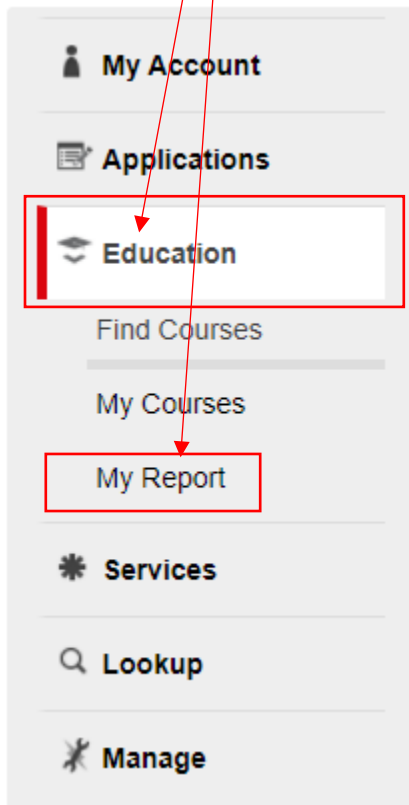 My Account
Applications
Education
Find Courses
My Courses
My Report
Services
Lookup
Manage